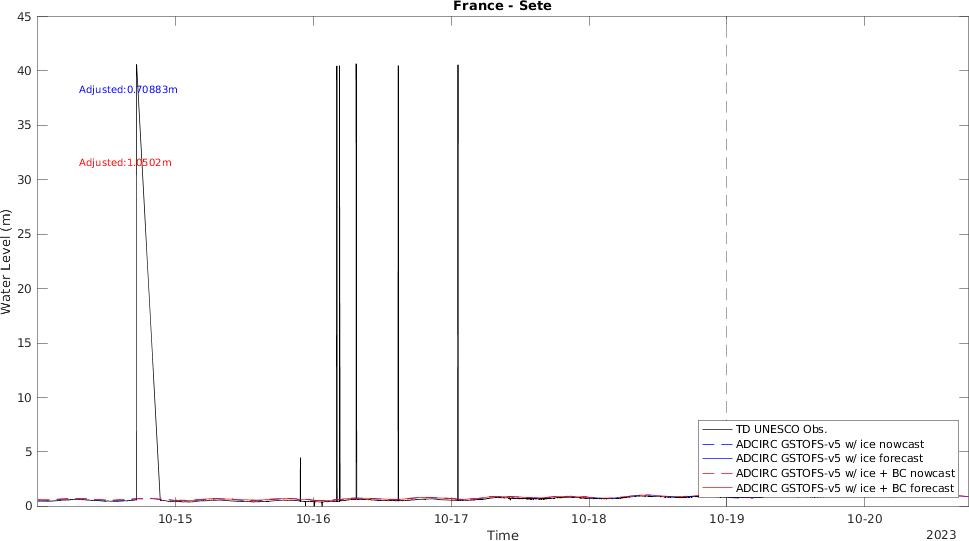 France - Sete
45
40
35
30
25
20
15
10
5
0
Water Level (m)
Adjusted:0.70883m
Adjusted:1.0502m
TD UNESCO Obs.
ADCIRC GSTOFS-v5 w/ ice nowcast
ADCIRC GSTOFS-v5 w/ ice forecast
ADCIRC GSTOFS-v5 w/ ice + BC nowcast
ADCIRC GSTOFS-v5 w/ ice + BC forecast
10-15 10-16 10-17 10-18 10-19 10-20
Time
2023